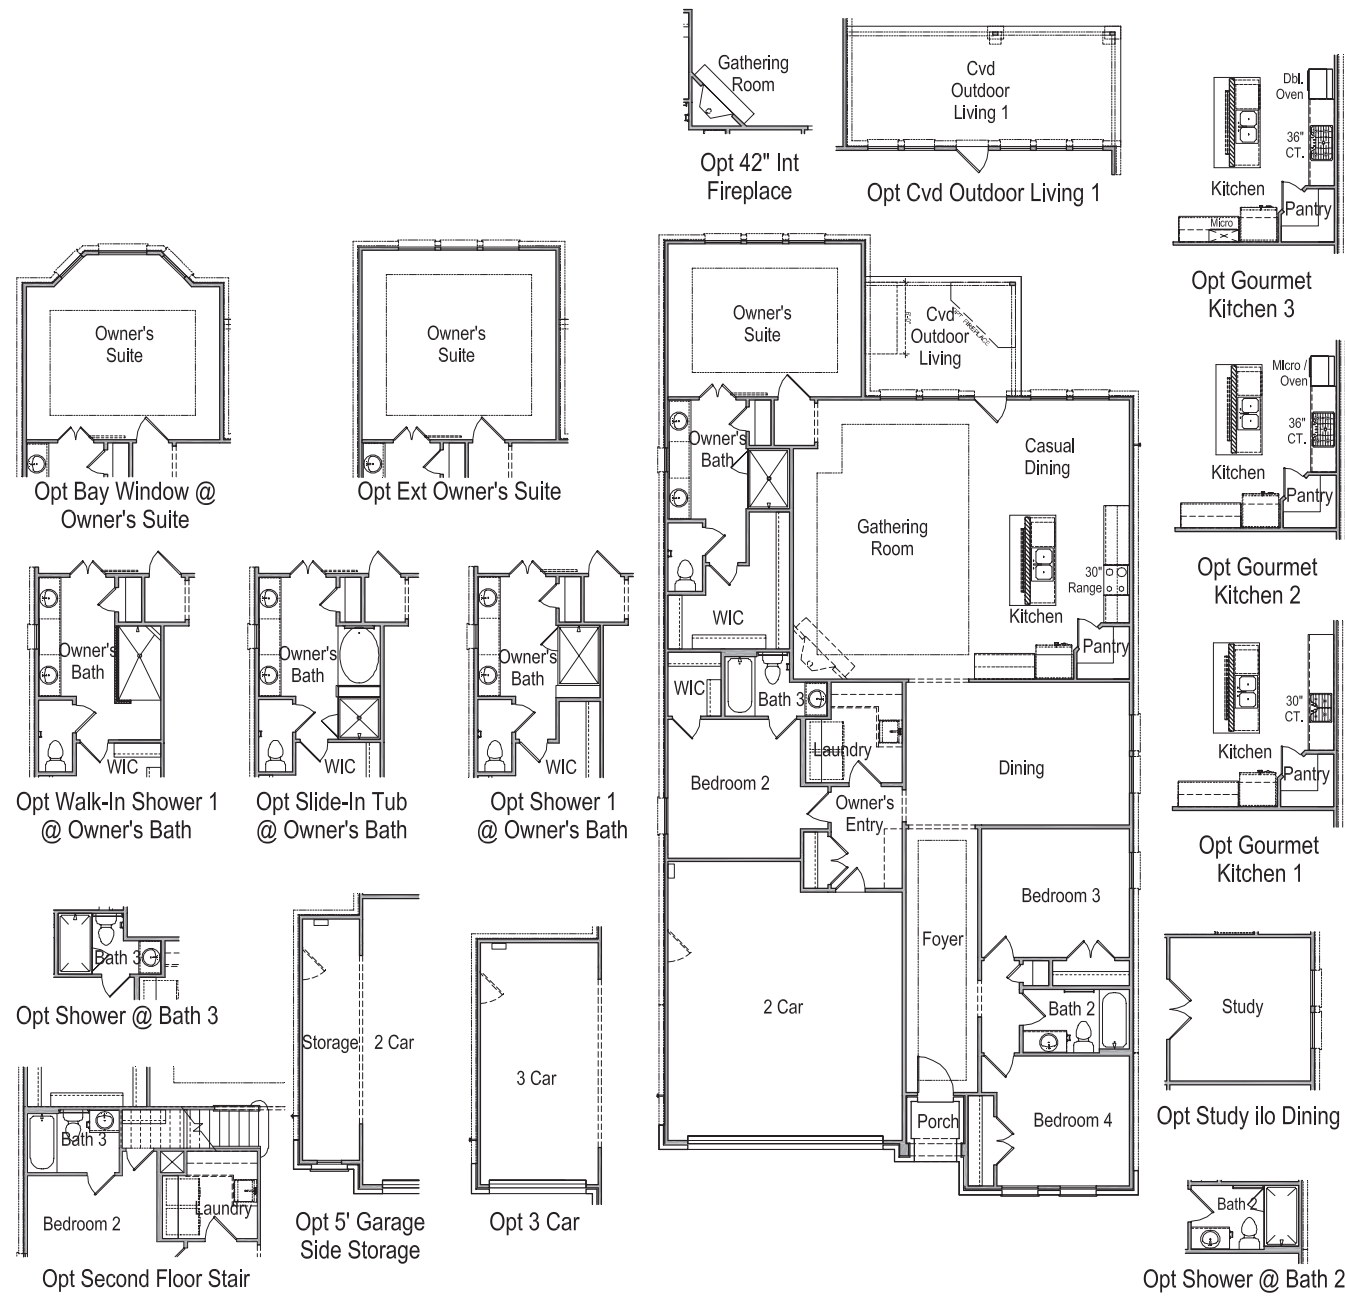 Gathering
Room
Opt 42" Int
Fireplace
Cvd
Outdoor
Living 1
Opt Cvd Outdoor Living 1
Dbl.
Oven
36"
CT.
Kitchen
Pantry
Micro
Opt Gourmet
Kitchen 3
Owner's
Suite
Opt Bay Window @
Owner's Suite
Owner's
Suite
Opt Ext Owner's Suite
Owner's
Suite
Cvd
Outdoor
Living
OPT FIREPLACE
Owner's
Bath
Casual
Dining
Gathering
Room
30"
Range
Kitchen
Pantry
WIC
WIC
Bath 3
Laundry
Bedroom 2
Owner's
Entry
Dining
Bedroom 3
Foyer
2 Car
Bath 2
Porch
Bedroom 4
Micro /
Oven
36"
CT.
Kitchen
Pantry
Opt Gourmet
Kitchen 2
30"
CT.
Kitchen
Pantry
Opt Gourmet
Kitchen 1
Owner's
Bath
WIC
Opt Walk-In Shower 1
@ Owner's Bath
Owner's
Bath
WIC
Opt Slide-In Tub
@ Owner's Bath
Owner's
Bath
WIC
Opt Shower 1
@ Owner's Bath
Bath 3
Opt Shower @ Bath 3
Storage
2 Car
Opt 5' Garage
Side Storage
3 Car
Opt 3 Car
Bath 3
Laundry
Bedroom 2
Opt Second Floor Stair
Study
Opt Study ilo Dining
Bath 2
Opt Shower @ Bath 2